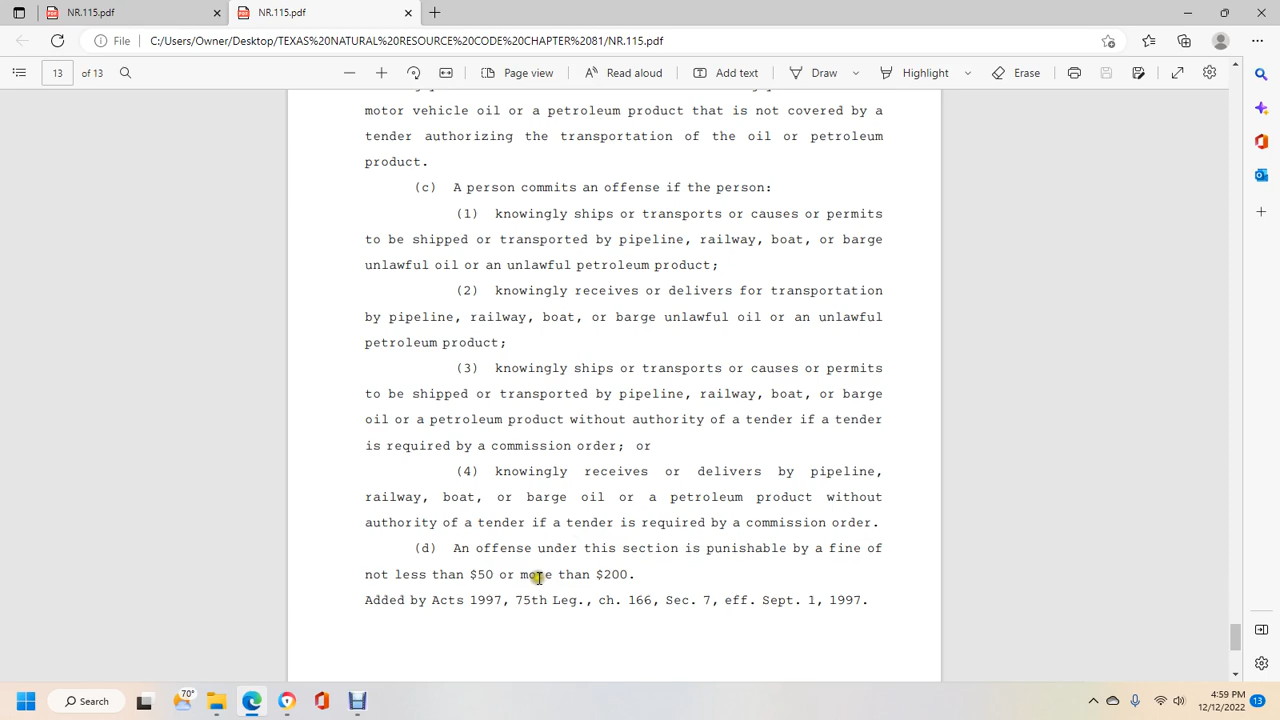 NR.115.pdf
NR.115.pdf
File
C:/Users/Owner/Desktop/TEXAS%20NATURAL%20RESOURCE%20CODE%20CHAPTER%2081/NR.115.pdf
13 of 13
Page view
Read aloud
Add text
Draw
Highlight
Erase
motor vehicle oil or a petroleum product that is not covered by a
tender authorizing the transportation of the oil or petroleum
product.
(c) A person commits an offense if the person:
(1) knowingly ships or transports or causes or permits
to be shipped or transported by pipeline, railway, boat, or barge
unlawful oil or an unlawful petroleum product;
(2) knowingly receives or delivers for transportation
by pipeline, railway, boat, or barge unlawful oil or an unlawful
petroleum product;
(3) knowingly ships or transports or causes or permits
to be shipped or transported by pipeline, railway, boat, or barge
oil or a petroleum product without authority of a tender if a tender
is required by a commission order; or
(4) knowingly receives or delivers by pipeline,
railway, boat, or barge oil or a petroleum product without
authority of a tender if a tender is required by a commission order.
(d) An offense under this section is punishable by a fine of
not less than $50 or more than $200.
Added by Acts 1997, 75th Leg., ch. 166, Sec. 7, eff. Sept. 1, 1997.
Search
70°
4:59 PM
12/12/2022
13